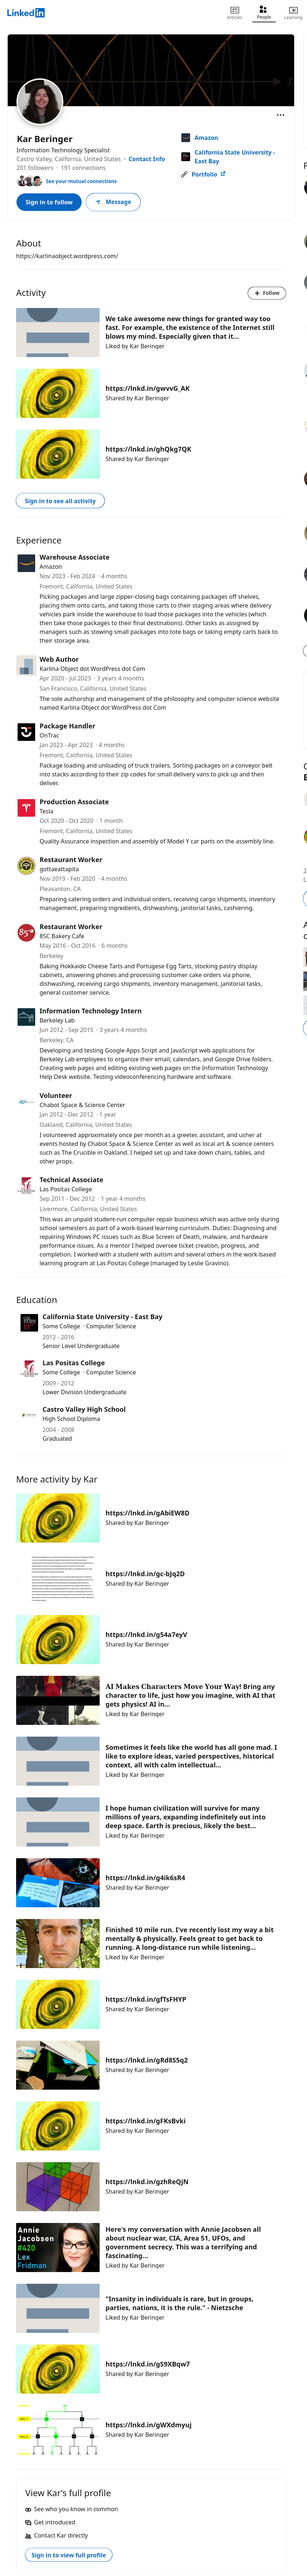 Linked in
Articles
People
Learning
Kar Beringer
Information Technology Specialist
Castro Valley, California, United States · Contact Info
201 followers · 191 connections
See your mutual connections
Sign in to follow
Message
Amazon
California State University -
East Bay
Portfolio
About
https://karlinaobject.wordpress.com/
Activity
Follow
We take awesome new things for granted way too
fast. For example, the existence of the Internet still
blows my mind. Especially given that it...
Liked by Kar Beringer
https://lnkd.in/gwvvG_AK
Shared by Kar Beringer
https://lnkd.in/ghQkg7QK
Shared by Kar Beringer
Sign in to see all activity
Experience
Warehouse Associate
Amazon
Nov 2023 - Feb 2024 · 4 months
Fremont, California, United States
Picking packages and large zipper-closing bags containing packages off shelves,
placing them onto carts, and taking those carts to their staging areas where delivery
vehicles park inside the warehouse to load those packages into the vehicles (which
then take those packages to their final destinations). Other tasks as assigned by
managers such as stowing small packages into tote bags or taking empty carts back to
their storage area.
Web Author
Karlina Object dot WordPress dot Com
Apr 2020 - Jul 2023 · 3 years 4 months
San Francisco, California, United States
The sole authorship and management of the philosophy and computer science website
named Karlina Object dot WordPress dot Com
Package Handler
OnTrac
Jan 2023 - Apr 2023 · 4 months
Fremont, California, United States
Package loading and unloading of truck trailers. Sorting packages on a conveyor belt
into stacks according to their zip codes for small delivery vans to pick up and then
deliver.
Production Associate
Tesla
Oct 2020 - Oct 2020 · 1 month
Fremont, California, United States
Quality Assurance inspection and assembly of Model Y car parts on the assembly line.
Restaurant Worker
gottaeattapita
Nov 2019 - Feb 2020 · 4 months
Pleasanton. CA
Preparing catering orders and individual orders, receiving cargo shipments, inventory
management, preparing ingredients, dishwashing, janitorial tasks, cashiering.
Restaurant Worker
85C Bakery Cafe
May 2016 - Oct 2016 · 6 months
Berkeley
Baking Hokkaido Cheese Tarts and Portugese Egg Tarts, stocking pastry display
cabinets, answering phones and processing customer cake orders via phone,
dishwashing, receiving cargo shipments, inventory management, janitorial tasks,
general customer service.
Information Technology Intern
Berkeley Lab
Jun 2012 - Sep 2015 · 3 years 4 months
Berkeley. CA
Developing and testing Google Apps Script and JavaScript web applications for
Berkeley Lab employees to organize their email, calendars, and Google Drive folders.
Creating web pages and editing existing web pages on the Information Technology
Help Desk website. Testing videoconferencing hardware and software.
Volunteer
Chabot Space & Science Center
Jan 2012 - Dec 2012 · 1 year
Oakland, California, United States
I volunteered approximately once per month as a greeter, assistant, and usher at
events hosted by Chabot Space & Science Center as well as local art & science centers
such as The Crucible in Oakland. I helped set up and take down chairs, tables, and
other props.
Technical Associate
Las Positas College
Sep 2011 - Dec 2012 · 1 year 4 months
Livermore, California, United States
This was an unpaid student-run computer repair business which was active only during
school semesters as part of a work-based learning curriculum. Duties: Diagnosing and
repairing Windows PC issues such as Blue Screen of Death, malware, and hardware
performance issues. As a mentor I helped oversee ticket creation, progress, and
completion. I worked with a student with autism and several others in the work-based
learning program at Las Positas College (managed by Leslie Gravino).
Education
California State University - East Bay
Some College · Computer Science
2012 - 2016
Senior Level Undergraduate
Las Positas College
Some College · Computer Science
2009 - 2012
Lower Division Undergraduate
Castro Valley High School
High School Diploma
2004 - 2008
Graduated
More activity by Kar
https://lnkd.in/gAbiEW8D
Shared by Kar Beringer
https://lnkd.in/gc-bJq2D
Shared by Kar Beringer
https://lnkd.in/g54a7eyV
Shared by Kar Beringer
AI Makes Characters Move Your Way! Bring any
character to life, just how you imagine, with AI that
gets physics! AI in...
Liked by Kar Beringer
Sometimes it feels like the world has all gone mad. I
like to explore ideas, varied perspectives, historical
context, all with calm intellectual...
Liked by Kar Beringer
I hope human civilization will survive for many
millions of years, expanding indefinitely out into
deep space. Earth is precious, likely the best...
Liked by Kar Beringer
https://lnkd.in/g4ik6sR4
Shared by Kar Beringer
Finished 10 mile run. I've recently lost my way a bit
mentally & physically. Feels great to get back to
running. A long-distance run while listening...
Liked by Kar Beringer
https://lnkd.in/gfTsFHYP
Shared by Kar Beringer
https://lnkd.in/gRd8S5q2
Shared by Kar Beringer
https://lnkd.in/gFKsBvki
Shared by Kar Beringer
https://lnkd.in/gzhReQjN
Shared by Kar Beringer
Annie
Jacobsen
#420
Lex
Fridman
Here's my conversation with Annie Jacobsen all
about nuclear war, CIA, Area 51, UFOs, and
government secrecy. This was a terrifying and
fascinating...
Liked by Kar Beringer
"Insanity in individuals is rare, but in groups,
parties, nations, it is the rule." - Nietzsche
Liked by Kar Beringer
https://lnkd.in/gS9XBqw7
Shared by Kar Beringer
https://lnkd.in/gWXdmyuj
Shared by Kar Beringer
View Kar's full profile
See who you know in common
Get introduced
Contact Kar directly
Sign in to view full profile